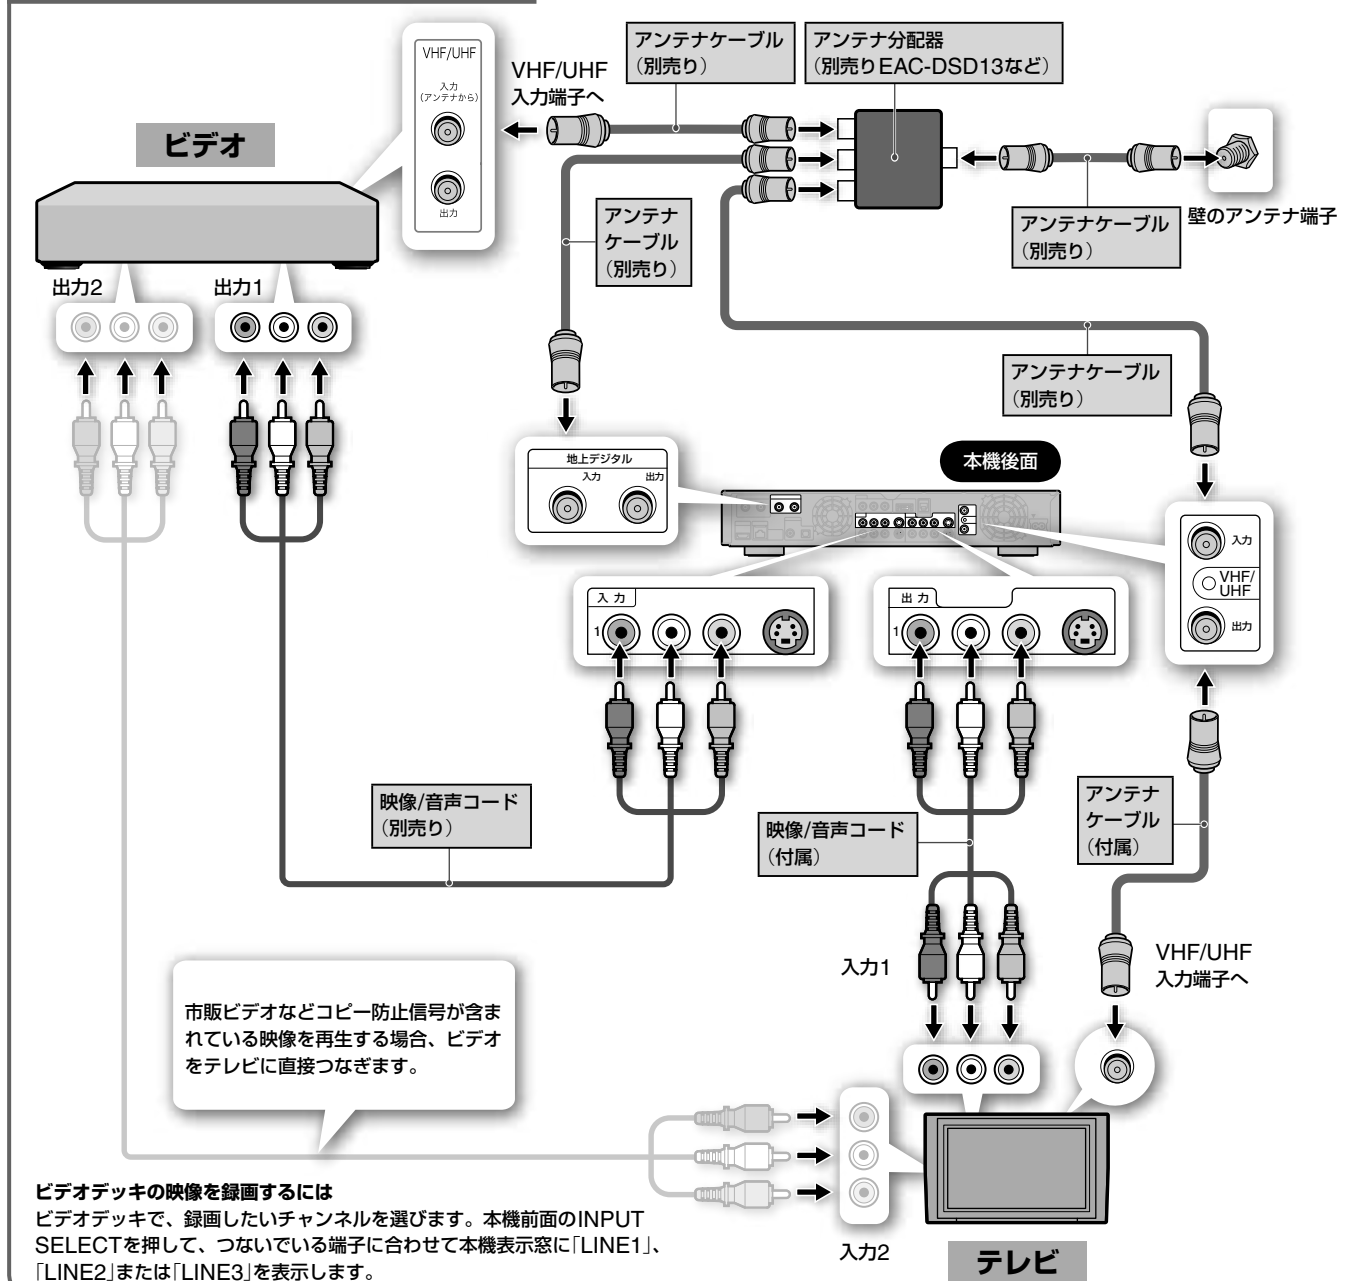 VHF/UHF
入力
（アンテナから）
出力
VHF/UHF
入力端子へ
アンテナケーブル
（別売り）
アンテナ分配器
（別売りEAC-DSD13など）
ビデオ
アンテナ
ケーブル
（別売り）
アンテナケーブル
（別売り）
壁のアンテナ端子
出力2
出力1
アンテナケーブル
（別売り）
地上デジタル
入力
出力
本機後面
入力
VHF/
UHF
出力
入力
1
出力
1
映像/音声コード
（別売り）
映像/音声コード
（付属）
アンテナ
ケーブル
（付属）
入力1
VHF/UHF
入力端子へ
市販ビデオなどコピー防止信号が含ま
れている映像を再生する場合、ビデオ
をテレビに直接つなぎます。
ビデオデッキの映像を録画するには
ビデオデッキで、録画したいチャンネルを選びます。本機前面のINPUT
SELECTを押して、つないでいる端子に合わせて本機表示窓に「LINE1」、
「LINE2」または「LINE3」を表示します。
入力2
テレビ